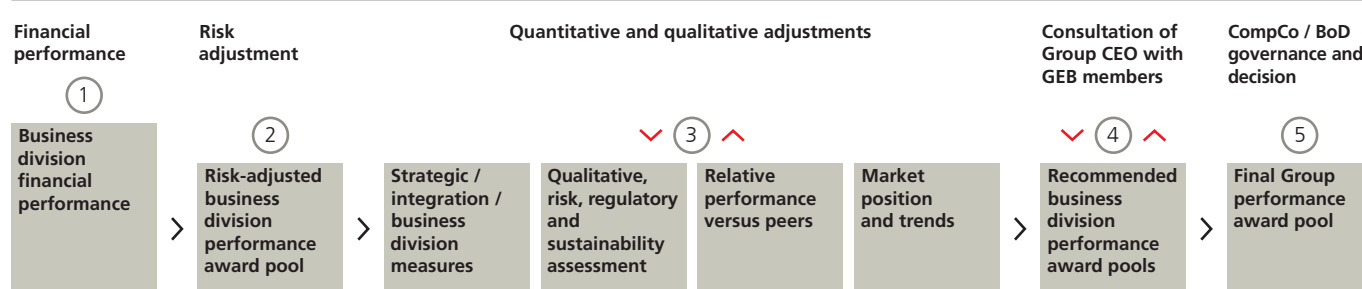 Financial
performance
Risk
adjustment
Quantitative and qualitative adjustments
Consultation of
Group CEO with
GEB members
CompCo / BoD
governance and
decision
1
Business
division
financial
performance
2
Risk-adjusted
business
division
performance
award pool
3
Strategic /
integration /
business
division
measures
Qualitative,
risk, regulatory
and
sustainability
assessment
Relative
performance
versus peers
Market
position
and trends
4
Recommended
business
division
performance
award pools
5
Final Group
performance
award pool